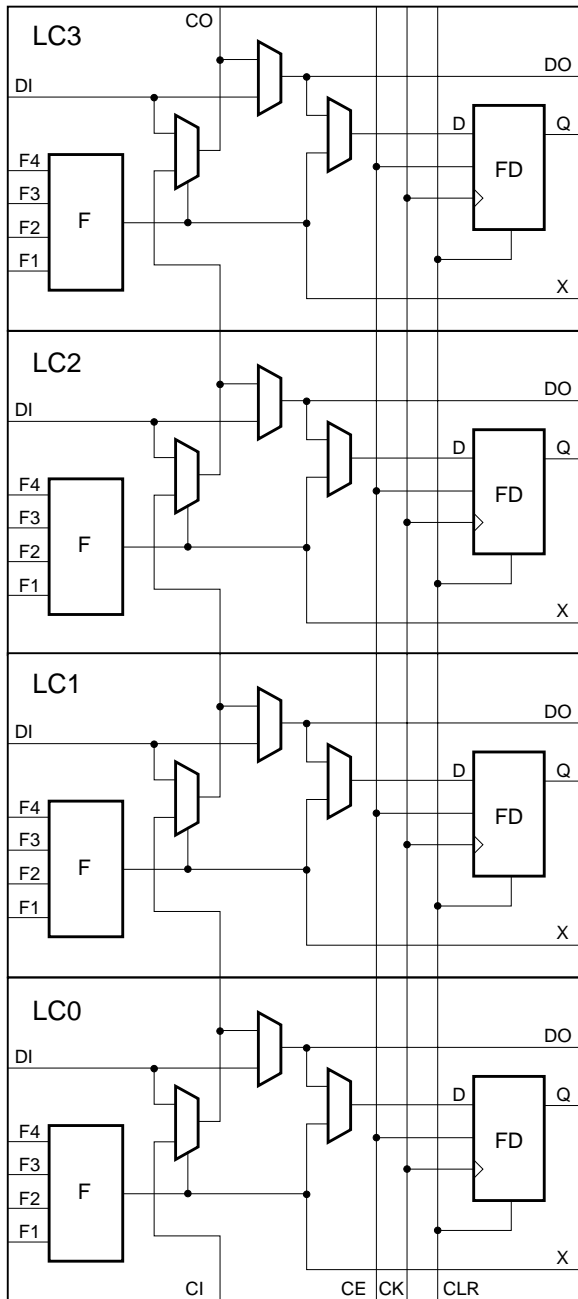 LC3 CO
DO
DI
D Q
F4
F3 F FD
F2
F1
X
LC2
DO
DI
D Q
F4
F3 F FD
F2
F1
X
LC1
DO
DI
D Q
F4
F3 F FD
F2
F1
X
LC0
DO
DI
D Q
F4
F3 F FD
F2
F1
X
CI CE CK CLR